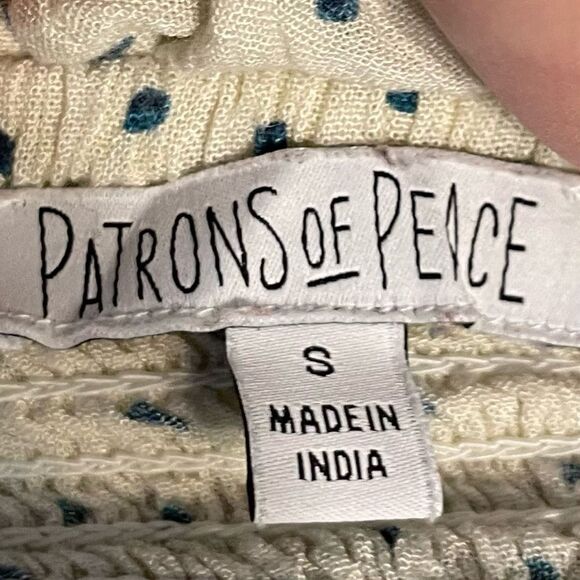 PATRONS OF PEACE
S
MADE IN
INDIA